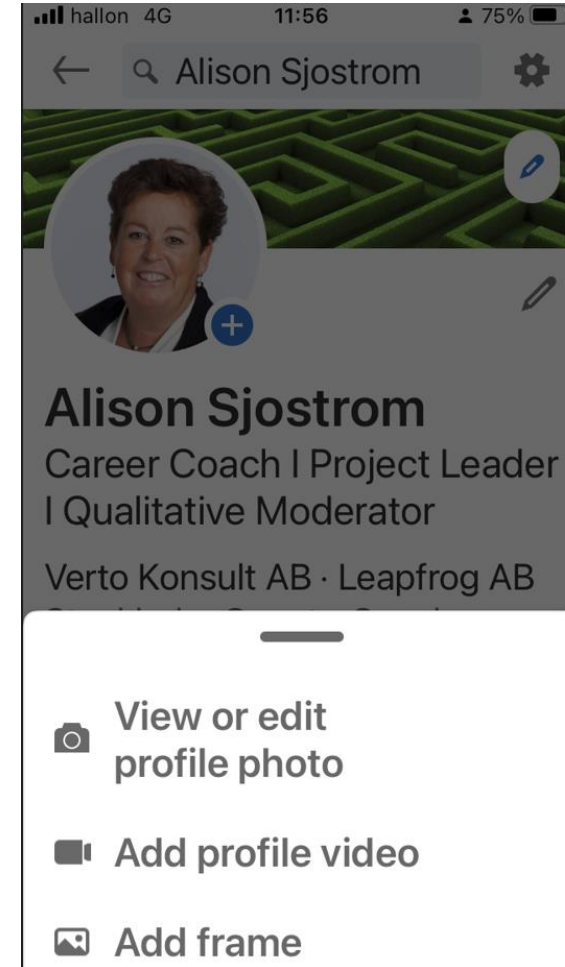 hallon 4G 11:56 75%
Alison Sjostrom
Alison Sjostrom
Career Coach I Project Leader
I Qualitative Moderator
Verto Konsult AB · Leapfrog AB
View or edit
profile photo
Add profile video
Add frame